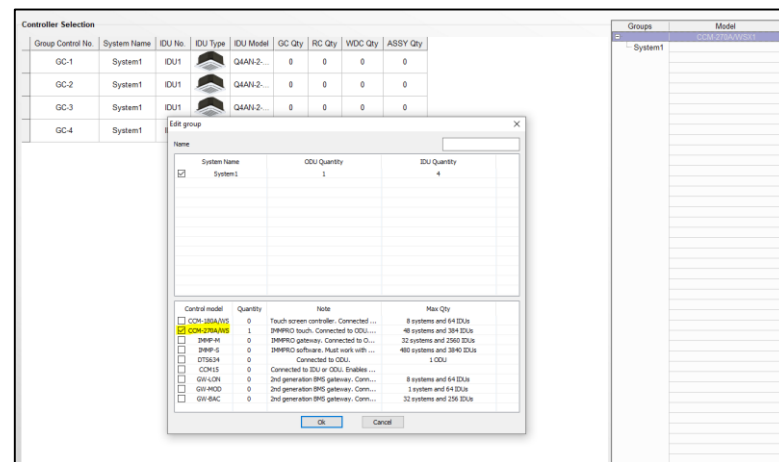 Controller Selection
Group Control No. System Name IDU No. IDU Type IDU Model GC Qty RC Qty WDC Qty ASSY Qty
GC-1 System1 IDU1 Q4AN-2-... 0 0 0 0
GC-2 System1 IDU1 Q4AN-2-... 0 0 0 0
GC-3 System1 IDU1 Q4AN-2-... 0 0 0 0
GC-4 System1
Groups Model
CCM-270A/WSX1
System1
Edit group
Name
System Name ODU Quantity IDU Quantity
System1 1 4
Control model Quantity Note Max Qty
CCM-180A/WS 0 Touch screen controller. Connected ... 8 systems and 64 IDUs
CCM-270A/WS 1 IMMPRO touch. Connected to ODU.... 48 systems and 384 IDUs
IMMP-M 0 IMMPRO gateway. Connected to O... 32 systems and 2560 IDUs
IMMP-S 0 IMMPRO software. Must work with ... 480 systems and 3840 IDUs
DTS634 0 Connected to ODU. 1 ODU
CCM15 0 Connected to IDU or ODU. Enables ...
GW-LON 0 2nd generation BMS gateway. Conn... 8 systems and 64 IDUs
GW-MOD 0 2nd generation BMS gateway. Conn... 1 system and 64 IDUs
GW-BAC 0 2nd generation BMS gateway. Conn... 32 systems and 256 IDUs
Ok Cancel